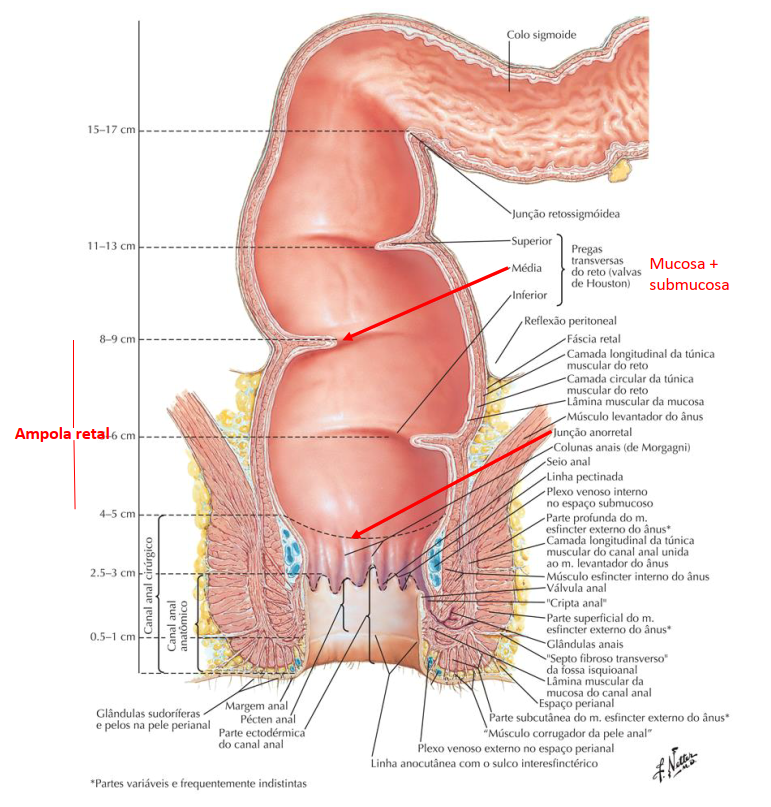 Colo sigmoide
15–17 cm
Junção retossigmóidea
11–13 cm
Superior
Média
Inferior
Pregas
transversas
do reto (valvas
de Houston)
Mucosa +
submucosa
Reflexão peritoneal
8–9 cm
Fáscia retal
Camada longitudinal da túnica
muscular do reto
Camada circular da túnica
muscular do reto
Lâmina muscular da mucosa
Músculo levantador do ânus
Ampola retal
6 cm
Junção anorretal
Colunas anais (de Morgagni)
Seio anal
Linha pectinada
Plexo venoso interno
no espaço submucoso
4–5 cm
Parte profunda do m.
esfincter externo do ânus*
Camada longitudinal da túnica
muscular do canal anal unida
ao m. levantador do ânus
2.5–3 cm
Músculo esfincter interno do ânus
Válvula anal
"Cripta anal"
Parte superficial do m.
esfincter externo do ânus*
Canal anal cirúrgico
Canal anal
anatômico
0.5–1 cm
Glândulas anais
"Septo fibroso transverso"
da fossa isquioanal
Lâmina muscular da
mucosa do canal anal
Espaço perianal
Glândulas sudoríferas
e pelos na pele perianal
Margem anal
Pécten anal
Parte ectodérmica
do canal anal
Parte subcutânea do m. esfincter externo do ânus*
“Músculo corrugador da pele anal”
Plexo venoso externo no espaço perianal
Linha anocutânea com o sulco interesfinctérico
F. Netter
M.D.
*Partes variáveis e frequentemente indistintas